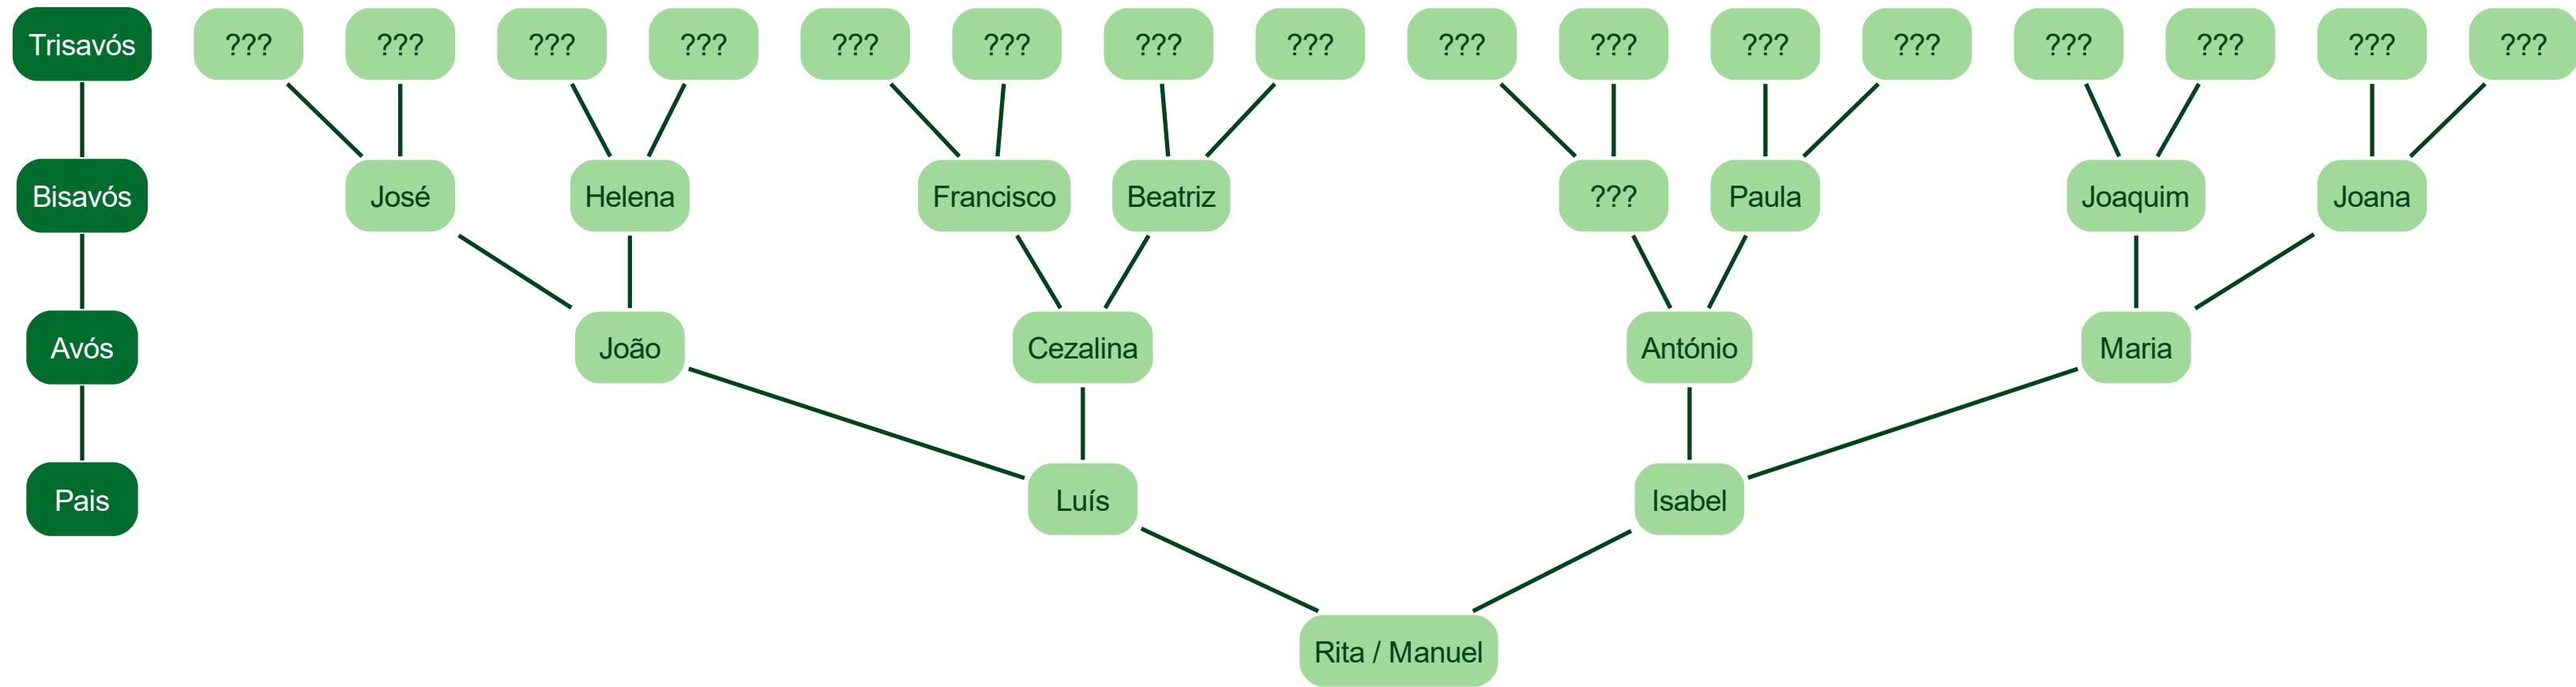 Trisavós ??? ??? ??? ??? ??? ??? ??? ??? ??? ??? ??? ??? ??? ??? ??? ???
Bisavós José Helena Francisco Beatriz ??? Paula Joaquim Joana
Avós João Cezalina António Maria
Pais Luís Isabel
Rita / Manuel